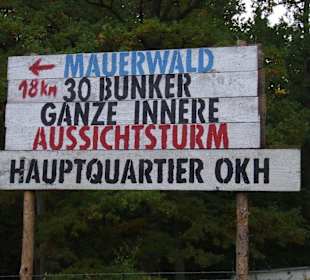 ← MAUERWALD
18 km 30 BUNKER
GANZE INNERE
AUSSICHTSTURM
HAUPTQUARTIER OKH